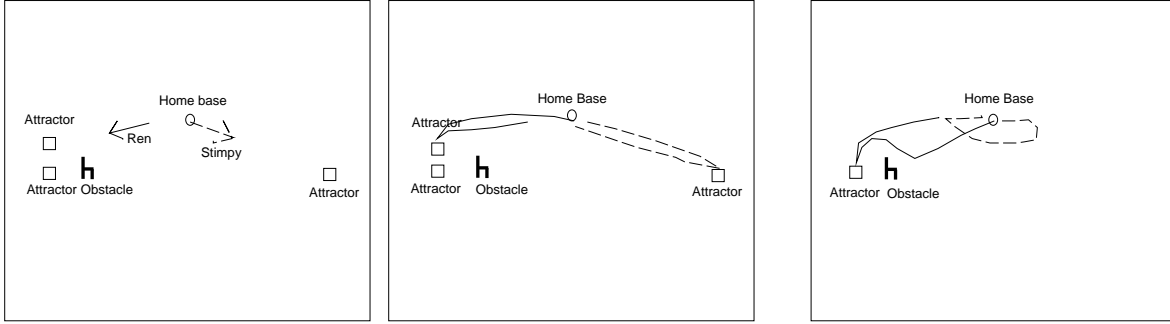 Home base
Attractor
Ren
Stimpy
Attractor Obstacle
Attractor
Home Base
Attractor
Attractor
Obstacle
Attractor
Home Base
Attractor
Obstacle